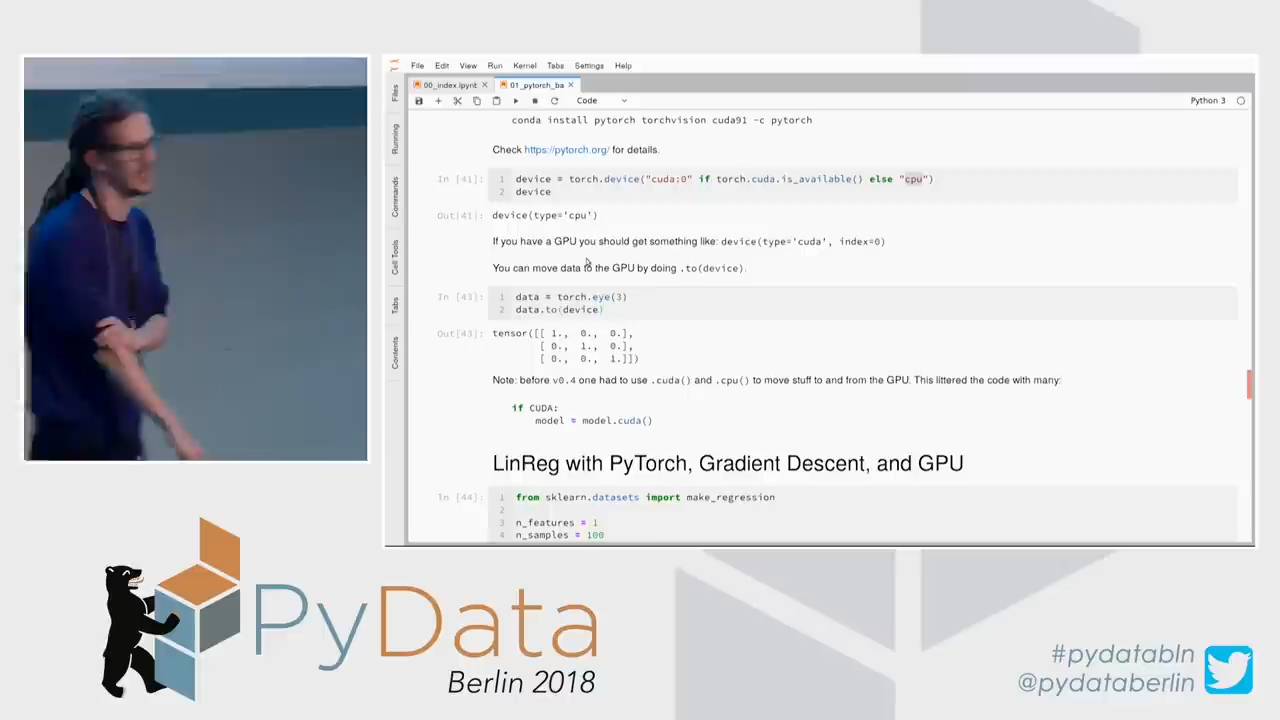 File Edit View Run Kernel Tabs Settings Help
00_index.ipynb 01_pytorch_ba
Code Python 3
Files
Running
Commands
Cell Tools
Tabs
Contents
conda install pytorch torchvision cuda91 -c pytorch
Check https://pytorch.org/ for details.
In [41]: 1 device = torch.device("cuda:0" if torch.cuda.is_available() else "cpu")
2 device
Out[41]: device(type='cpu')
If you have a GPU you should get something like: device(type='cuda', index=0)
You can move data to the GPU by doing .to(device).
In [43]: 1 data = torch.eye(3)
2 data.to(device)
Out[43]: tensor([[ 1., 0., 0.],
[ 0., 1., 0.],
[ 0., 0., 1.]])
Note: before v0.4 one had to use .cuda() and .cpu() to move stuff to and from the GPU. This littered the code with many:
if CUDA:
model = model.cuda()
LinReg with PyTorch, Gradient Descent, and GPU
In [44]: 1 from sklearn.datasets import make_regression
2
3 n_features = 1
4 n_samples = 100
PyData
Berlin 2018
#pydatabln
@pydataberlin